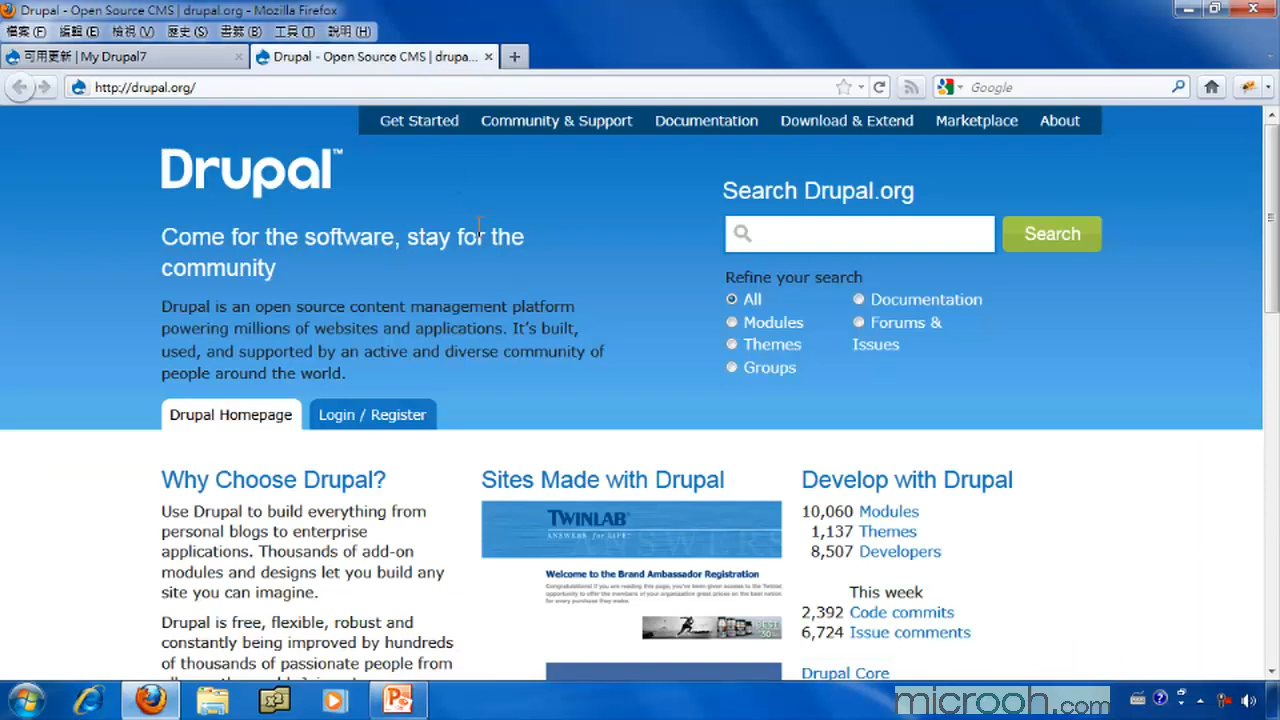 Drupal - Open Source CMS | drupal.org - Mozilla Firefox
檔案(F) 編輯(E) 檢視(V) 歷史(S) 書籤(B) 工具(T) 說明(H)
可用更新 | My Drupal7
Drupal - Open Source CMS | drupa...
http://drupal.org/
Google
Get Started Community & Support Documentation Download & Extend Marketplace About
Drupal™
Come for the software, stay for the
community
Drupal is an open source content management platform
powering millions of websites and applications. It's built,
used, and supported by an active and diverse community of
people around the world.
Search Drupal.org
Search
Refine your search
All
Modules
Themes
Groups
Documentation
Forums &
Issues
Drupal Homepage Login / Register
Why Choose Drupal?
Use Drupal to build everything from
personal blogs to enterprise
applications. Thousands of add-on
modules and designs let you build any
site you can imagine.
Drupal is free, flexible, robust and
constantly being improved by hundreds
of thousands of passionate people from
Sites Made with Drupal
TWINLAB
ANSWERS for LIFE
Welcome to the Brand Ambassador Registration
Develop with Drupal
10,060 Modules
1,137 Themes
8,507 Developers
This week
2,392 Code commits
6,724 Issue comments
Drupal Core
microoh.com